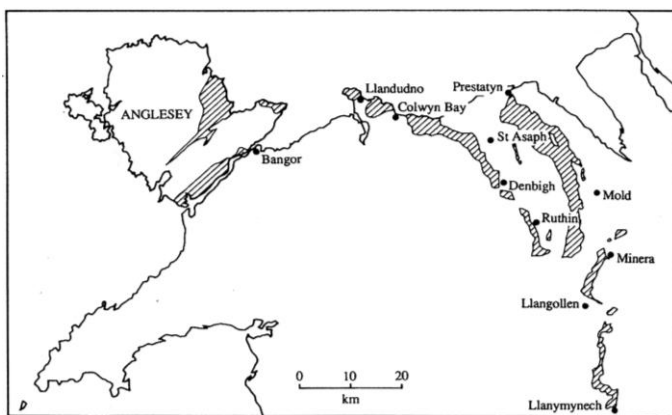 Llandudno
Prestatyn
Colwyn Bay
ANGLESEY
St Asaph
Bangor
Denbigh
Mold
Ruthin
Minera
Llangollen
0 10 20
km
Llanymynech